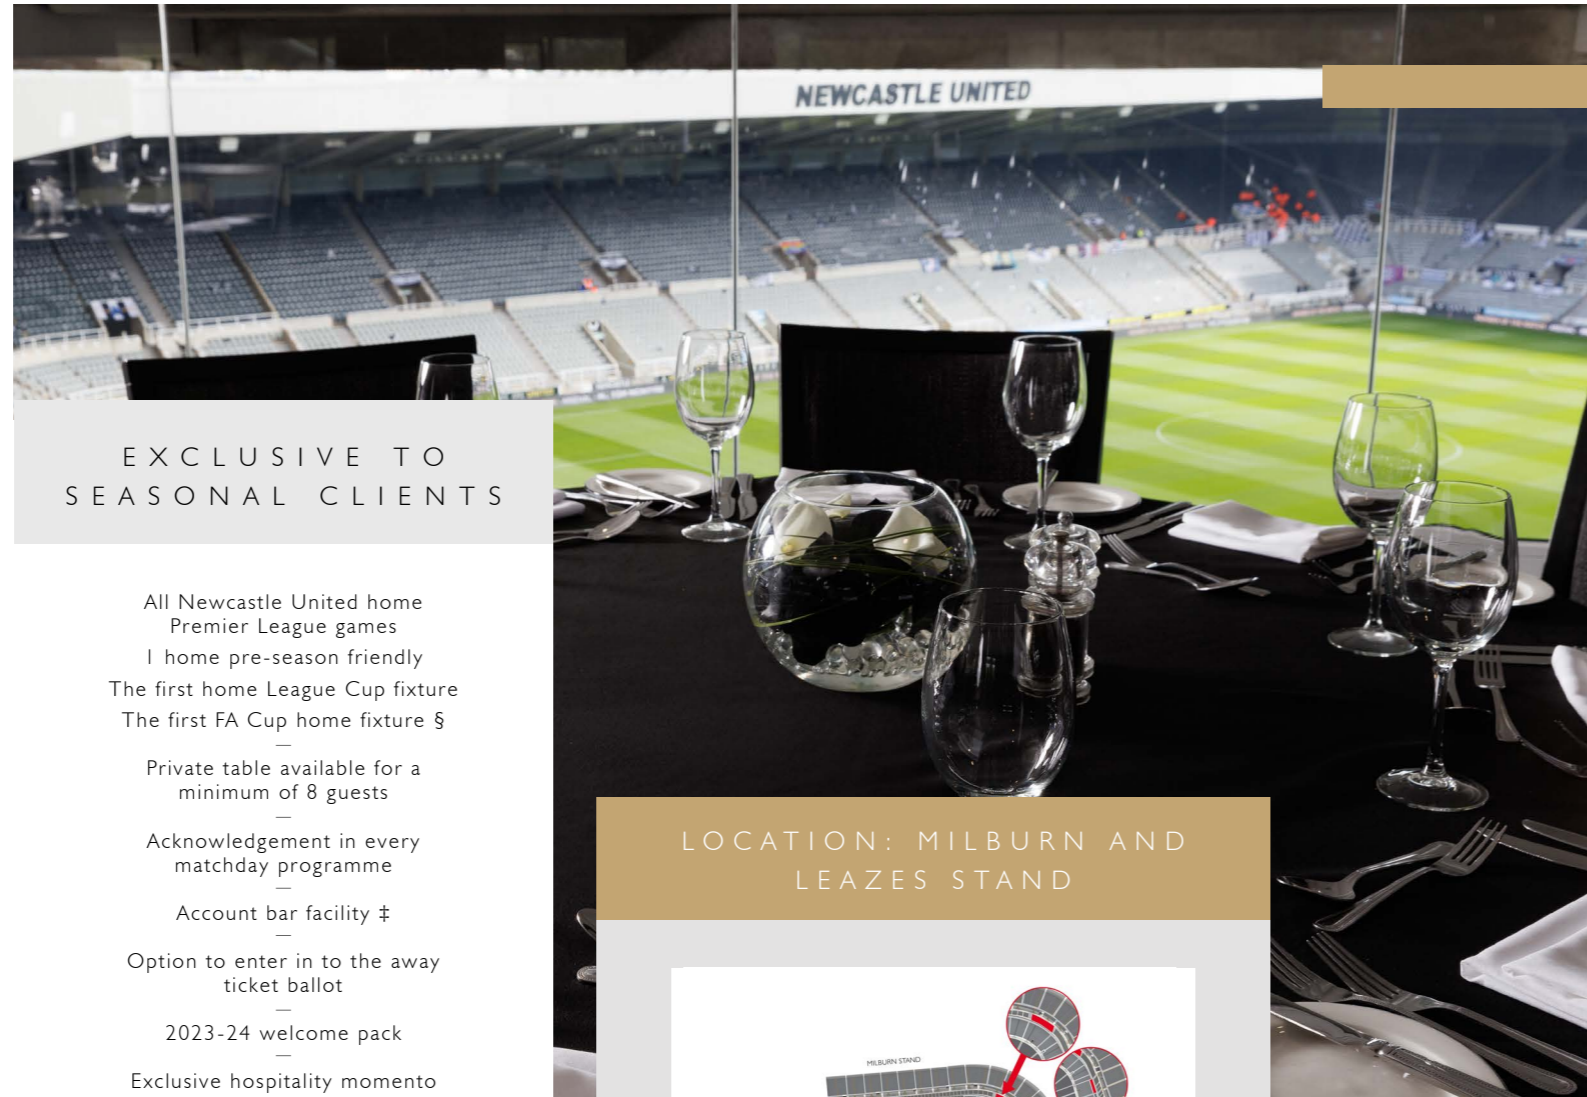 NEWCASTLE UNITED
EXCLUSIVE TO
SEASONAL CLIENTS
All Newcastle United home
Premier League games
1 home pre-season friendly
The first home League Cup fixture
The first FA Cup home fixture §
—
Private table available for a
minimum of 8 guests
—
Acknowledgement in every
matchday programme
—
Account bar facility ‡
—
Option to enter in to the away
ticket ballot
—
2023-24 welcome pack
—
Exclusive hospitality momento
LOCATION: MILBURN AND
LEAZES STAND
MILBURN STAND